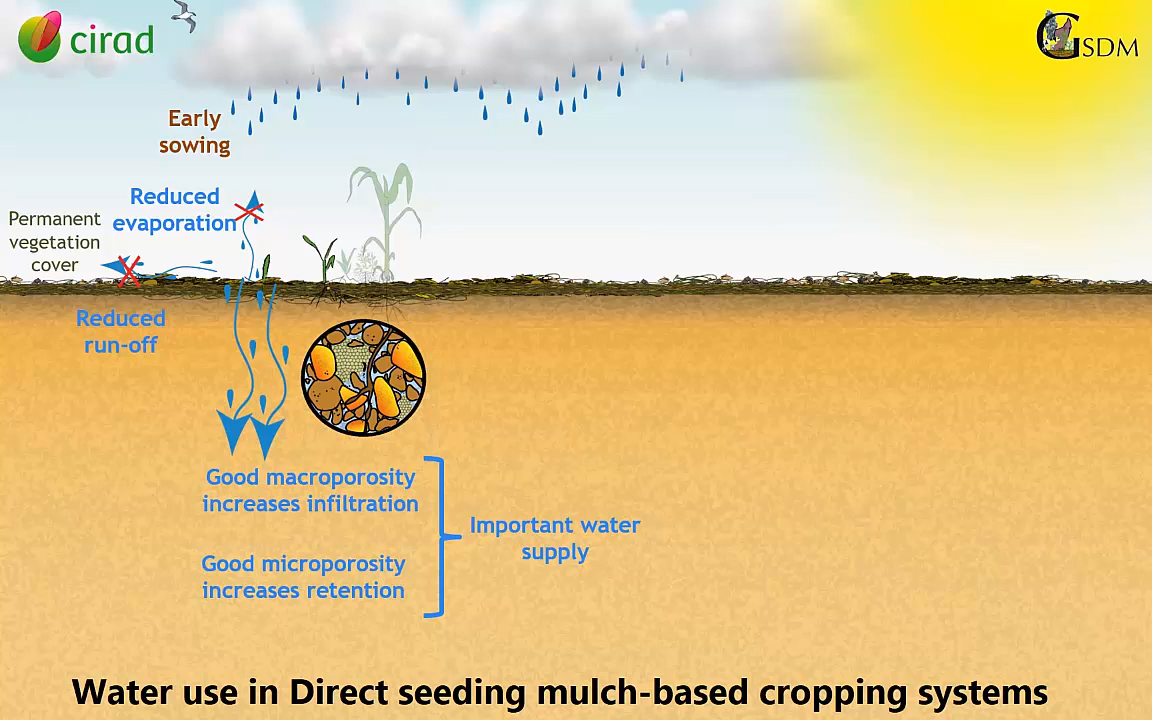 cirad
GSDM
Early
sowing
Reduced
evaporation
Permanent
vegetation
cover
Reduced
run-off
Good macroporosity
increases infiltration
Good microporosity
increases retention
Important water
supply
Water use in Direct seeding mulch-based cropping systems